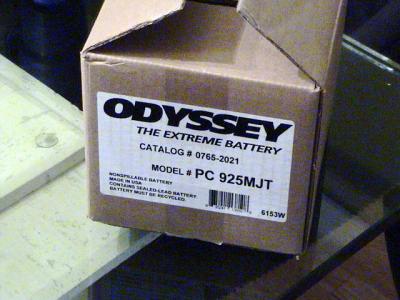 ODYSSEY
THE EXTREME BATTERY
CATALOG # 0765-2021
MODEL # PC 925MJT
NONSPILLABLE BATTERY
MADE IN USA
CONTAINS SEALED-LEAD BATTERY.
BATTERY MUST BE RECYCLED.
6153W